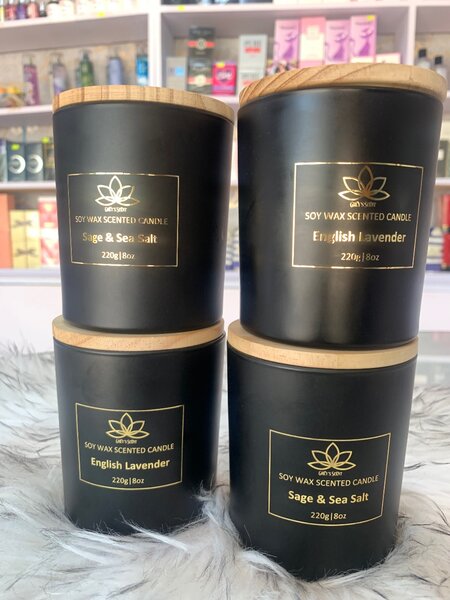 SOY WAX SCENTED CANDLE
Sage & Sea Salt
220g|8oz
SOY WAX SCENTED CANDLE
English Lavender
220g|8oz
SOY WAX SCENTED CANDLE
English Lavender
220g|8oz
SOY WAX SCENTED CANDLE
Sage & Sea Salt
220g|8oz